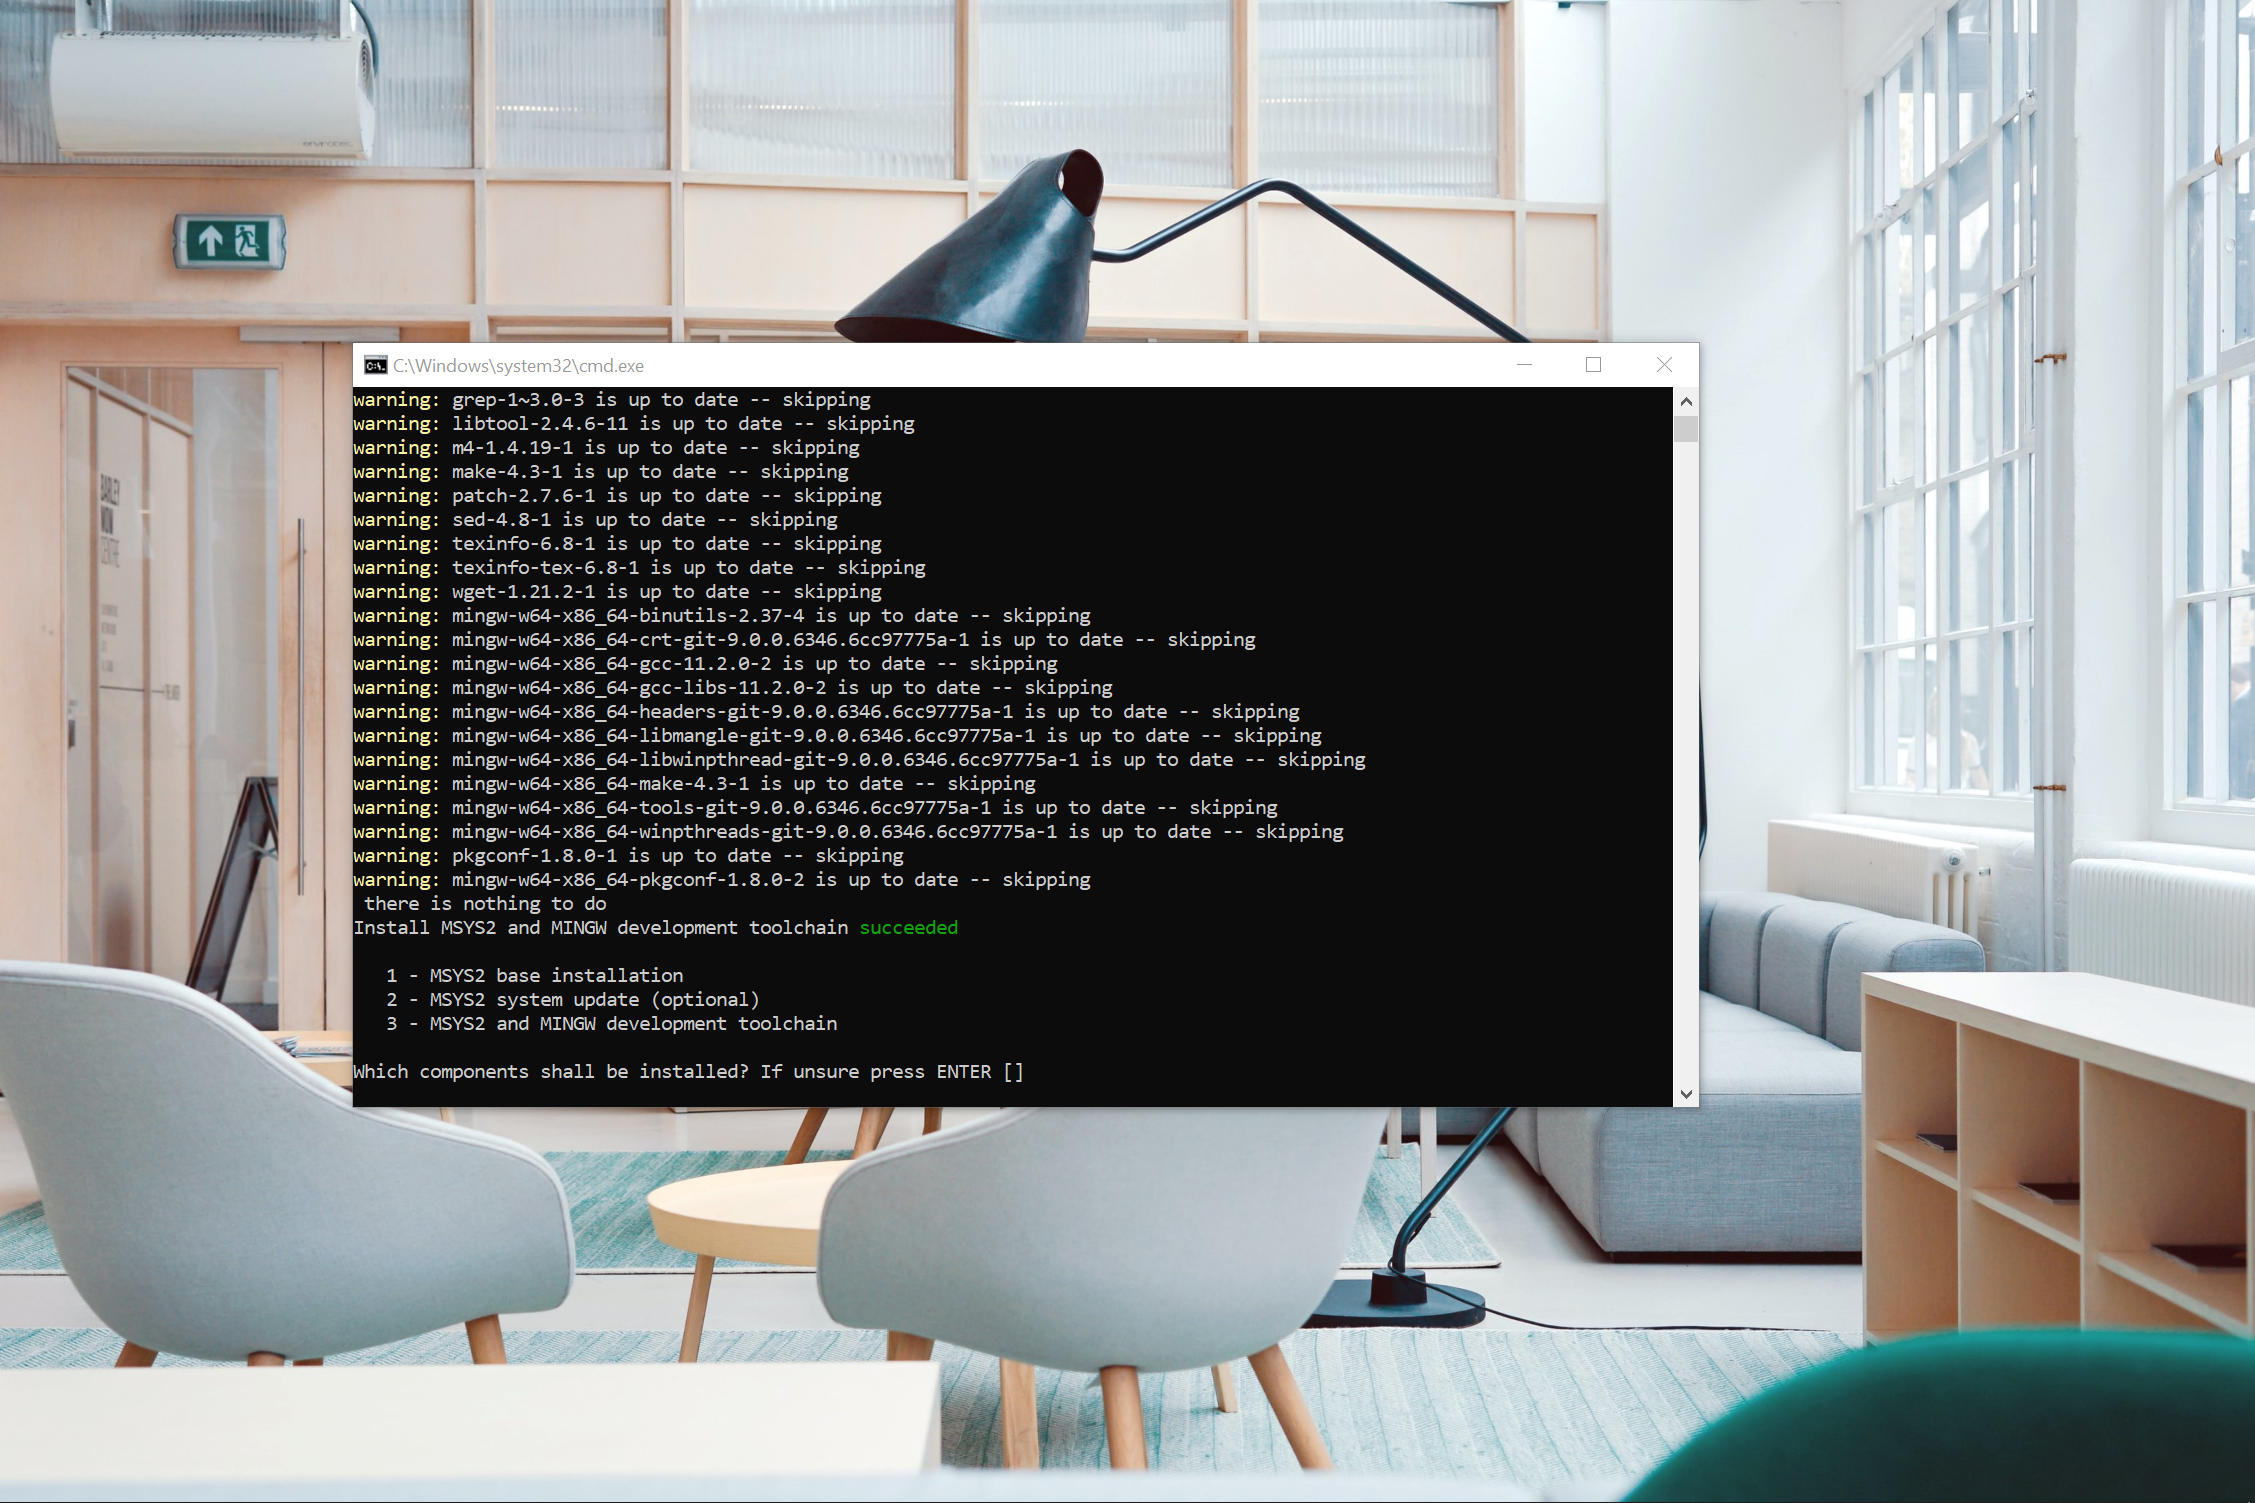 envirotec
BARLEY
MOW
CENTRE
C:\Windows\system32\cmd.exe
warning: grep-1~3.0-3 is up to date -- skipping
warning: libtool-2.4.6-11 is up to date -- skipping
warning: m4-1.4.19-1 is up to date -- skipping
warning: make-4.3-1 is up to date -- skipping
warning: patch-2.7.6-1 is up to date -- skipping
warning: sed-4.8-1 is up to date -- skipping
warning: texinfo-6.8-1 is up to date -- skipping
warning: texinfo-tex-6.8-1 is up to date -- skipping
warning: wget-1.21.2-1 is up to date -- skipping
warning: mingw-w64-x86_64-binutils-2.37-4 is up to date -- skipping
warning: mingw-w64-x86_64-crt-git-9.0.0.6346.6cc97775a-1 is up to date -- skipping
warning: mingw-w64-x86_64-gcc-11.2.0-2 is up to date -- skipping
warning: mingw-w64-x86_64-gcc-libs-11.2.0-2 is up to date -- skipping
warning: mingw-w64-x86_64-headers-git-9.0.0.6346.6cc97775a-1 is up to date -- skipping
warning: mingw-w64-x86_64-libmangle-git-9.0.0.6346.6cc97775a-1 is up to date -- skipping
warning: mingw-w64-x86_64-libwinpthread-git-9.0.0.6346.6cc97775a-1 is up to date -- skipping
warning: mingw-w64-x86_64-make-4.3-1 is up to date -- skipping
warning: mingw-w64-x86_64-tools-git-9.0.0.6346.6cc97775a-1 is up to date -- skipping
warning: mingw-w64-x86_64-winpthreads-git-9.0.0.6346.6cc97775a-1 is up to date -- skipping
warning: pkgconf-1.8.0-1 is up to date -- skipping
warning: mingw-w64-x86_64-pkgconf-1.8.0-2 is up to date -- skipping
there is nothing to do
Install MSYS2 and MINGW development toolchain succeeded
1 - MSYS2 base installation
2 - MSYS2 system update (optional)
3 - MSYS2 and MINGW development toolchain
Which components shall be installed? If unsure press ENTER []